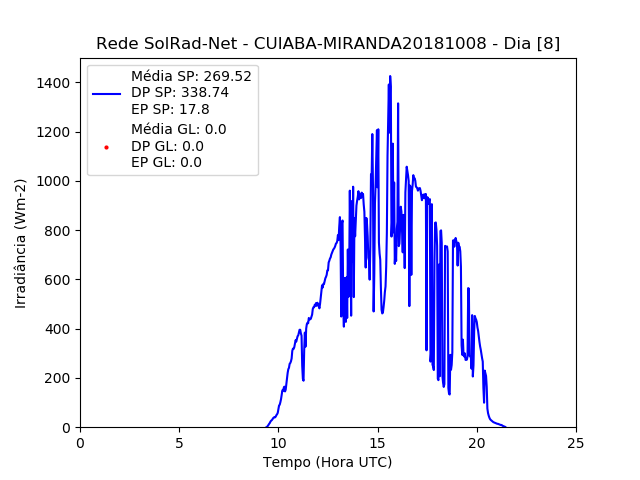 Rede SolRad-Net - CUIABA-MIRANDA20181008 - Dia [8]
Média SP: 269.52
DP SP: 338.74
EP SP: 17.8
Média GL: 0.0
DP GL: 0.0
EP GL: 0.0
Irradiância (Wm-2)
1400
1200
1000
800
600
400
200
0
0 5 10 15 20 25
Tempo (Hora UTC)